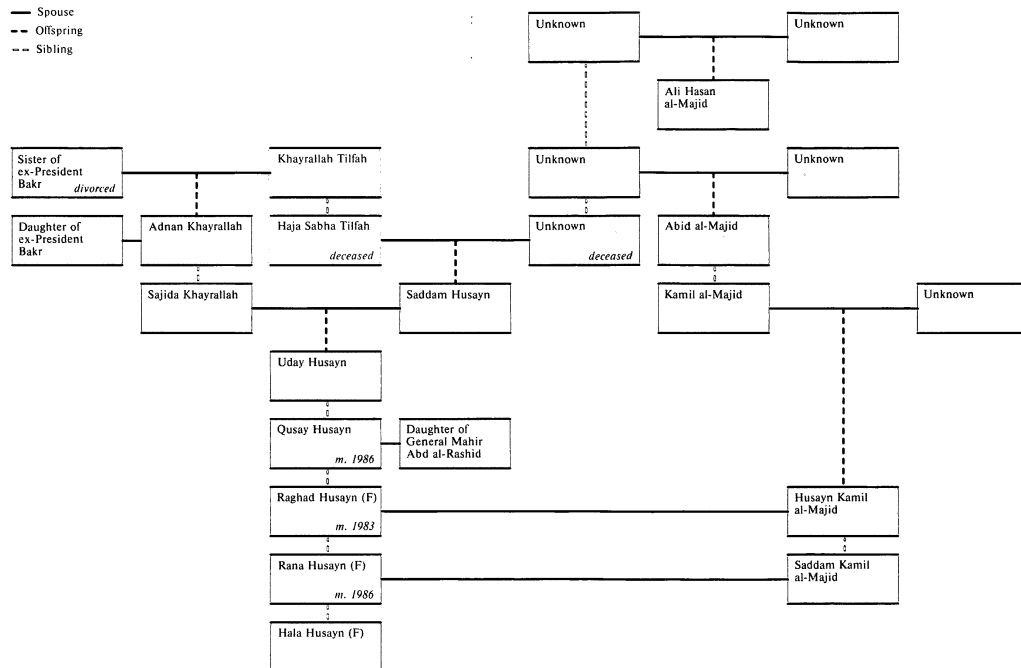 Spouse
Offspring
Sibling
Unknown
Unknown
Ali Hasan
al-Majid
Sister of
ex-President
Bakr
divorced
Khayrallah Tilfah
Unknown
Unknown
Daughter of
ex-President
Bakr
Adnan Khayrallah
Haja Sabha Tilfah
deceased
Unknown
deceased
Abid al-Majid
Sajida Khayrallah
Saddam Husayn
Kamil al-Majid
Unknown
Uday Husayn
Qusay Husayn
m. 1986
Daughter of
General Mahir
Abd al-Rashid
Raghad Husayn (F)
m. 1983
Husayn Kamil
al-Majid
Rana Husayn (F)
m. 1986
Saddam Kamil
al-Majid
Hala Husayn (F)